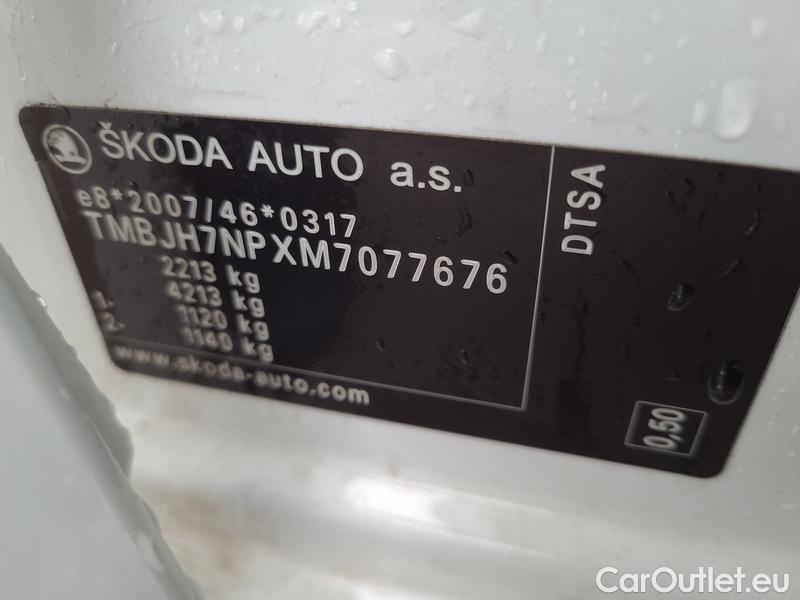 ŠKODA AUTO a.s.
e8*2007/46*0317
TMBJH7NPXM7077676
2213 kg
4213 kg
1- 1120 kg
2- 1140 kg
www.skoda-auto.com
DTSA
0,50
CarOutlet.eu